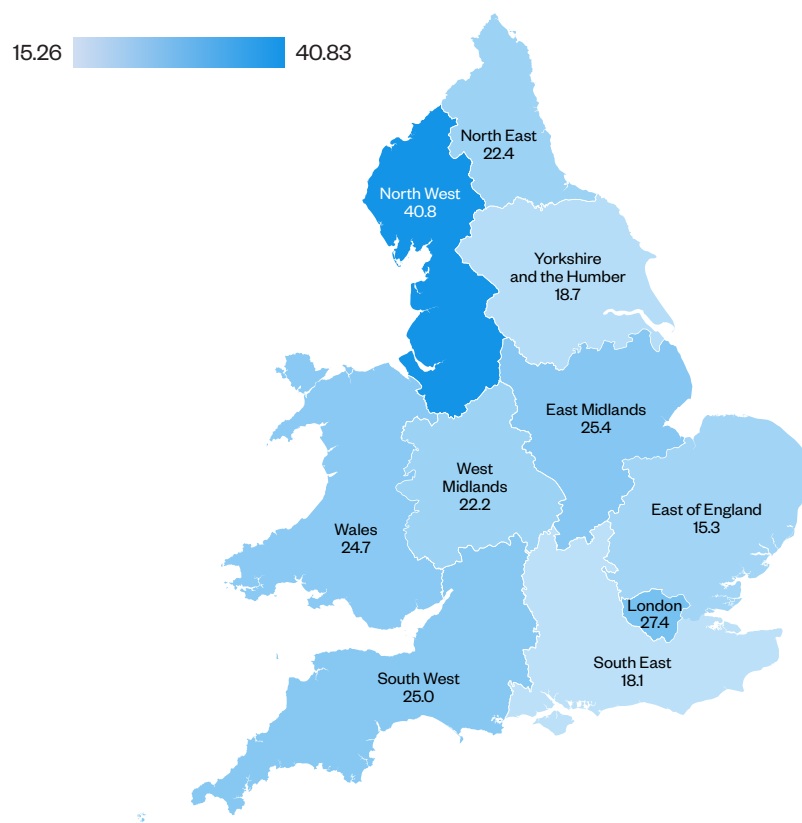 15.26 40.83
North East
22.4
North West
40.8
Yorkshire
and the Humber
18.7
East Midlands
25.4
West
Midlands
22.2
East of England
15.3
Wales
24.7
London
27.4
South East
18.1
South West
25.0